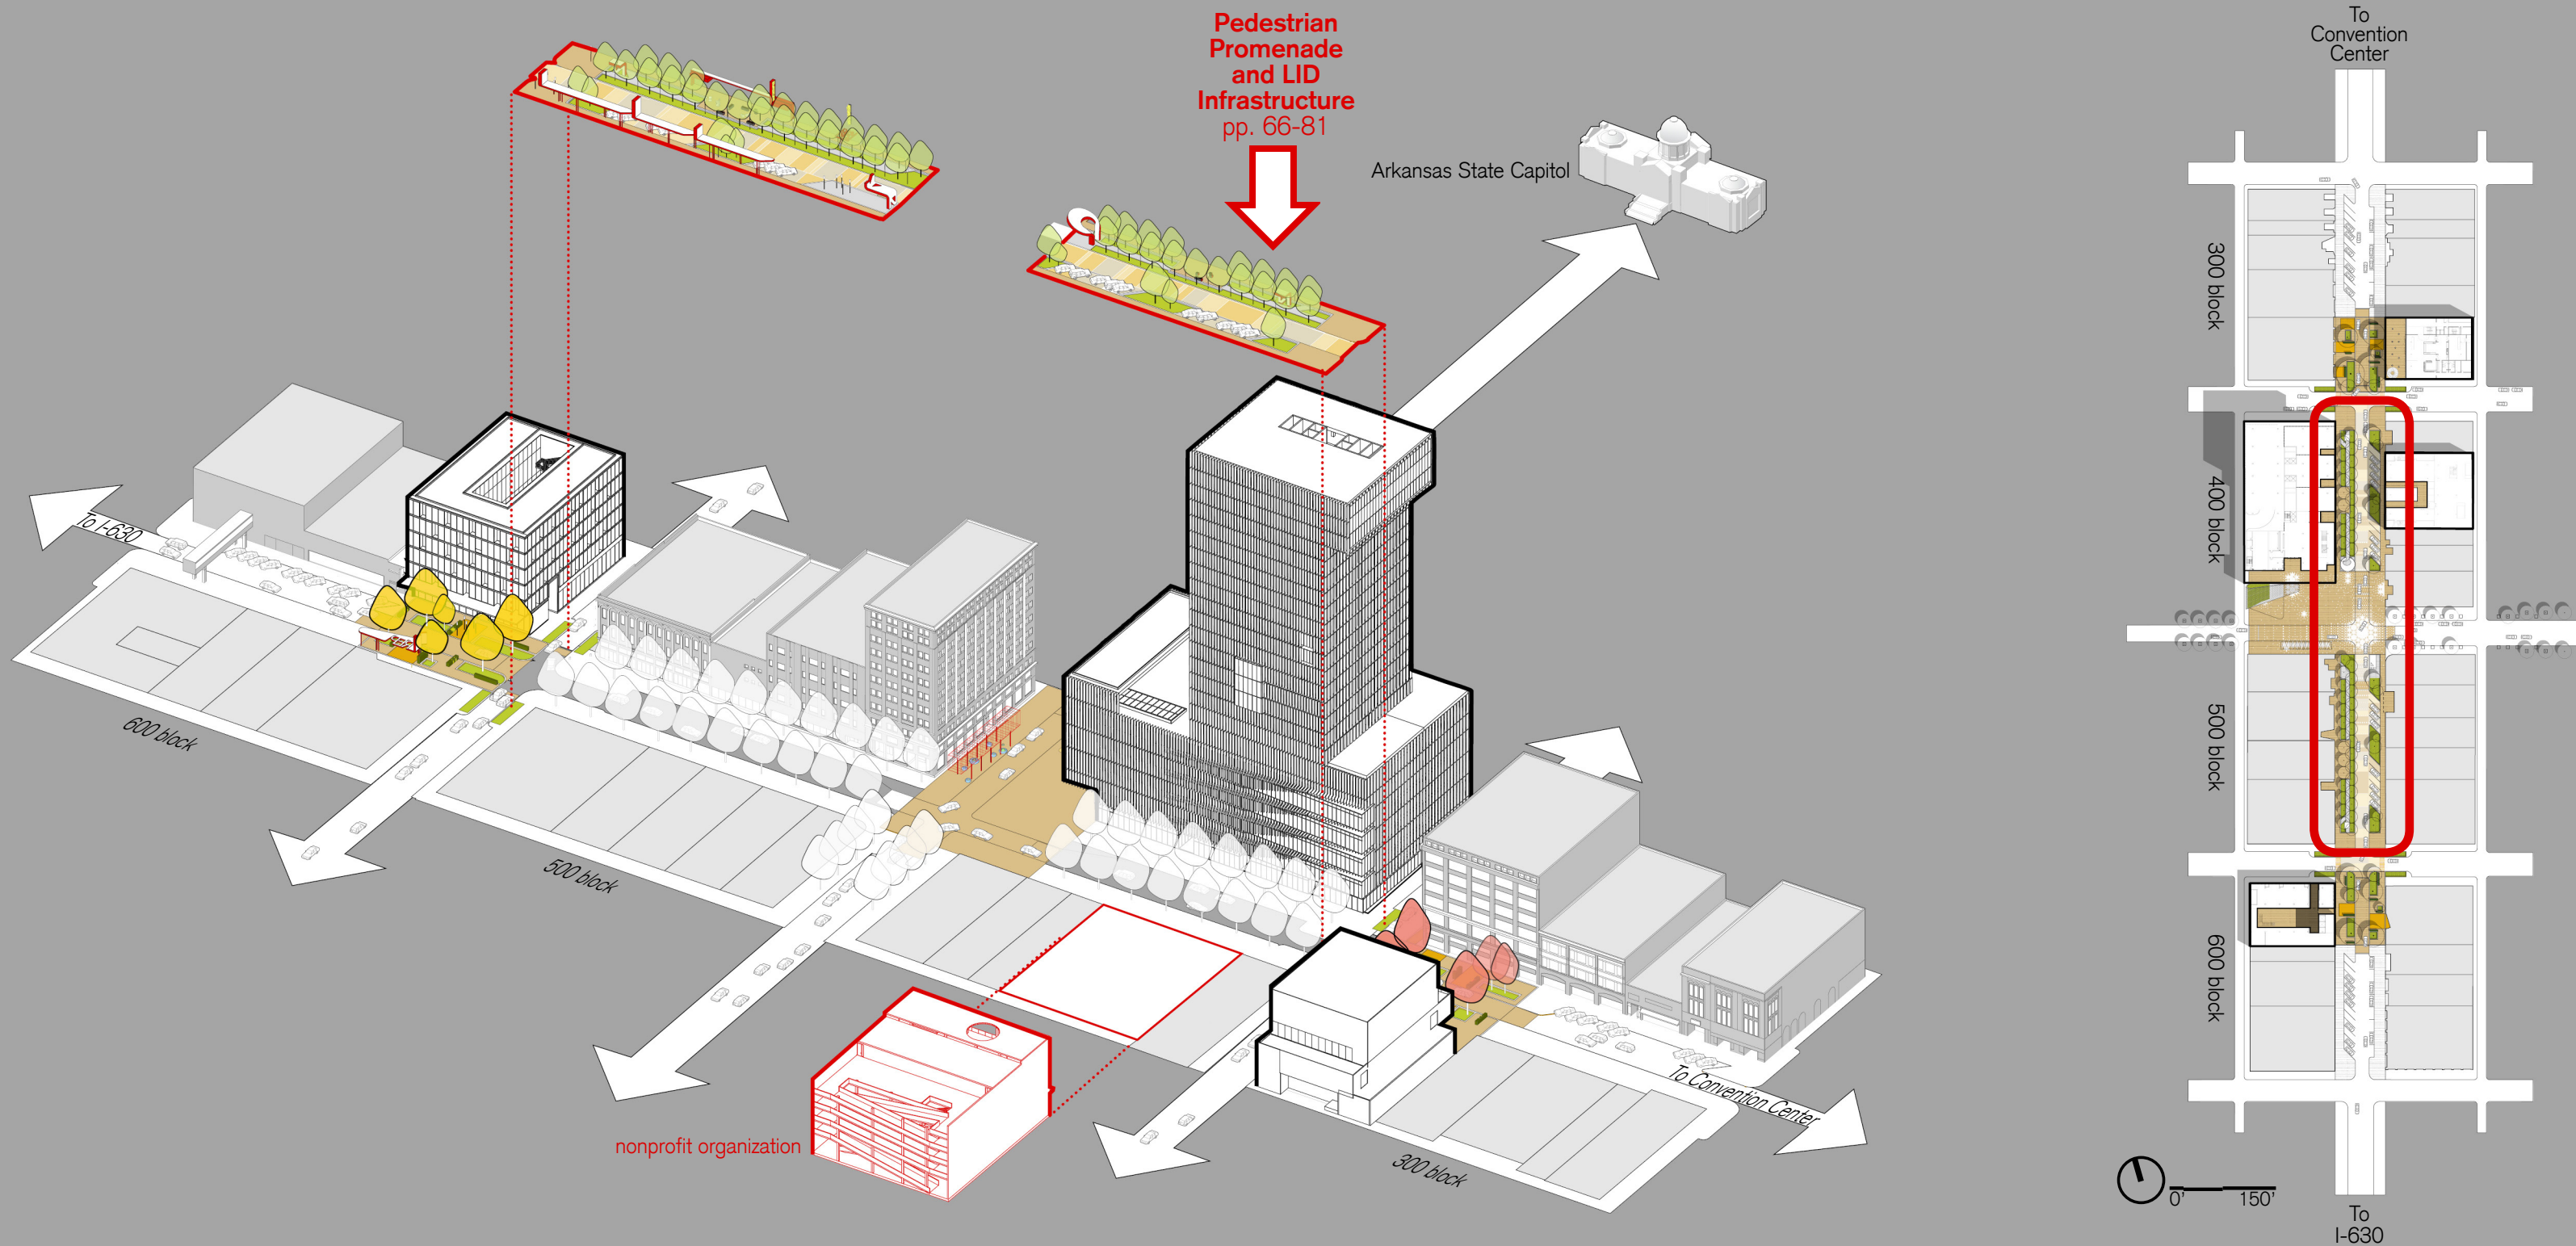 Pedestrian
Promenade
and LID
Infrastructure
pp. 66-81
Arkansas State Capitol
To I-630
600 block
500 block
nonprofit organization
300 block
To Convention Center
To
Convention
Center
300 block
400 block
500 block
600 block
0' 150'
To
I-630